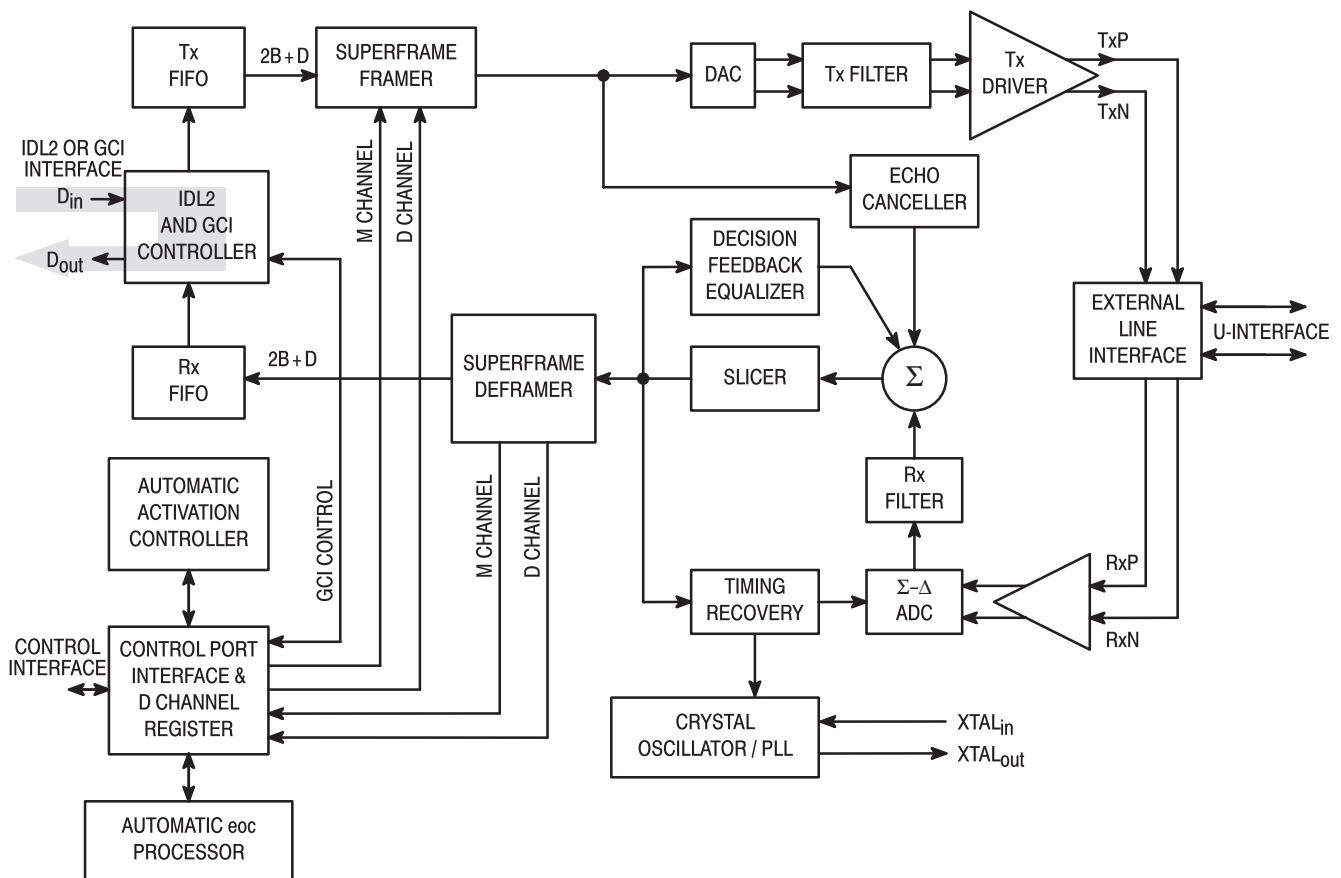 Tx
FIFO
2B+D
SUPERFRAME
FRAMER
DAC
Tx FILTER
Tx
DRIVER
TxP
TxN
IDL2 OR GCI
INTERFACE
Din
Dout
IDL2
AND GCI
CONTROLLER
M CHANNEL
D CHANNEL
ECHO
CANCELLER
DECISION
FEEDBACK
EQUALIZER
EXTERNAL
LINE
INTERFACE
U-INTERFACE
Rx
FIFO
2B+D
SUPERFRAME
DEFRAMER
SLICER
Σ
AUTOMATIC
ACTIVATION
CONTROLLER
GCI CONTROL
M CHANNEL
D CHANNEL
Rx
FILTER
TIMING
RECOVERY
Σ–Δ
ADC
RxP
RxN
CONTROL
INTERFACE
CONTROL PORT
INTERFACE &
D CHANNEL
REGISTER
CRYSTAL
OSCILLATOR / PLL
XTALin
XTALout
AUTOMATIC eoc
PROCESSOR